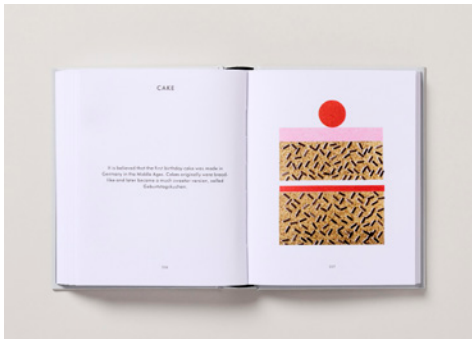 CAKE
It is believed that the first birthday cake was made in
Germany in the Middle Ages. Cakes originally were bread-
like and later became a much sweeter version, called
Geburtstagskuchen.